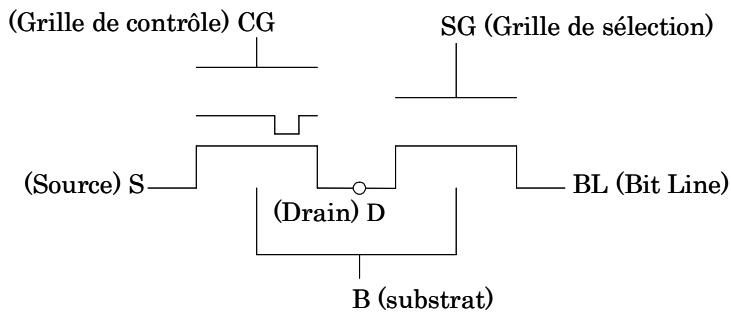 (Grille de contrôle) CG
SG (Grille de sélection)
(Source) S
BL (Bit Line)
(Drain) D
B (substrat)